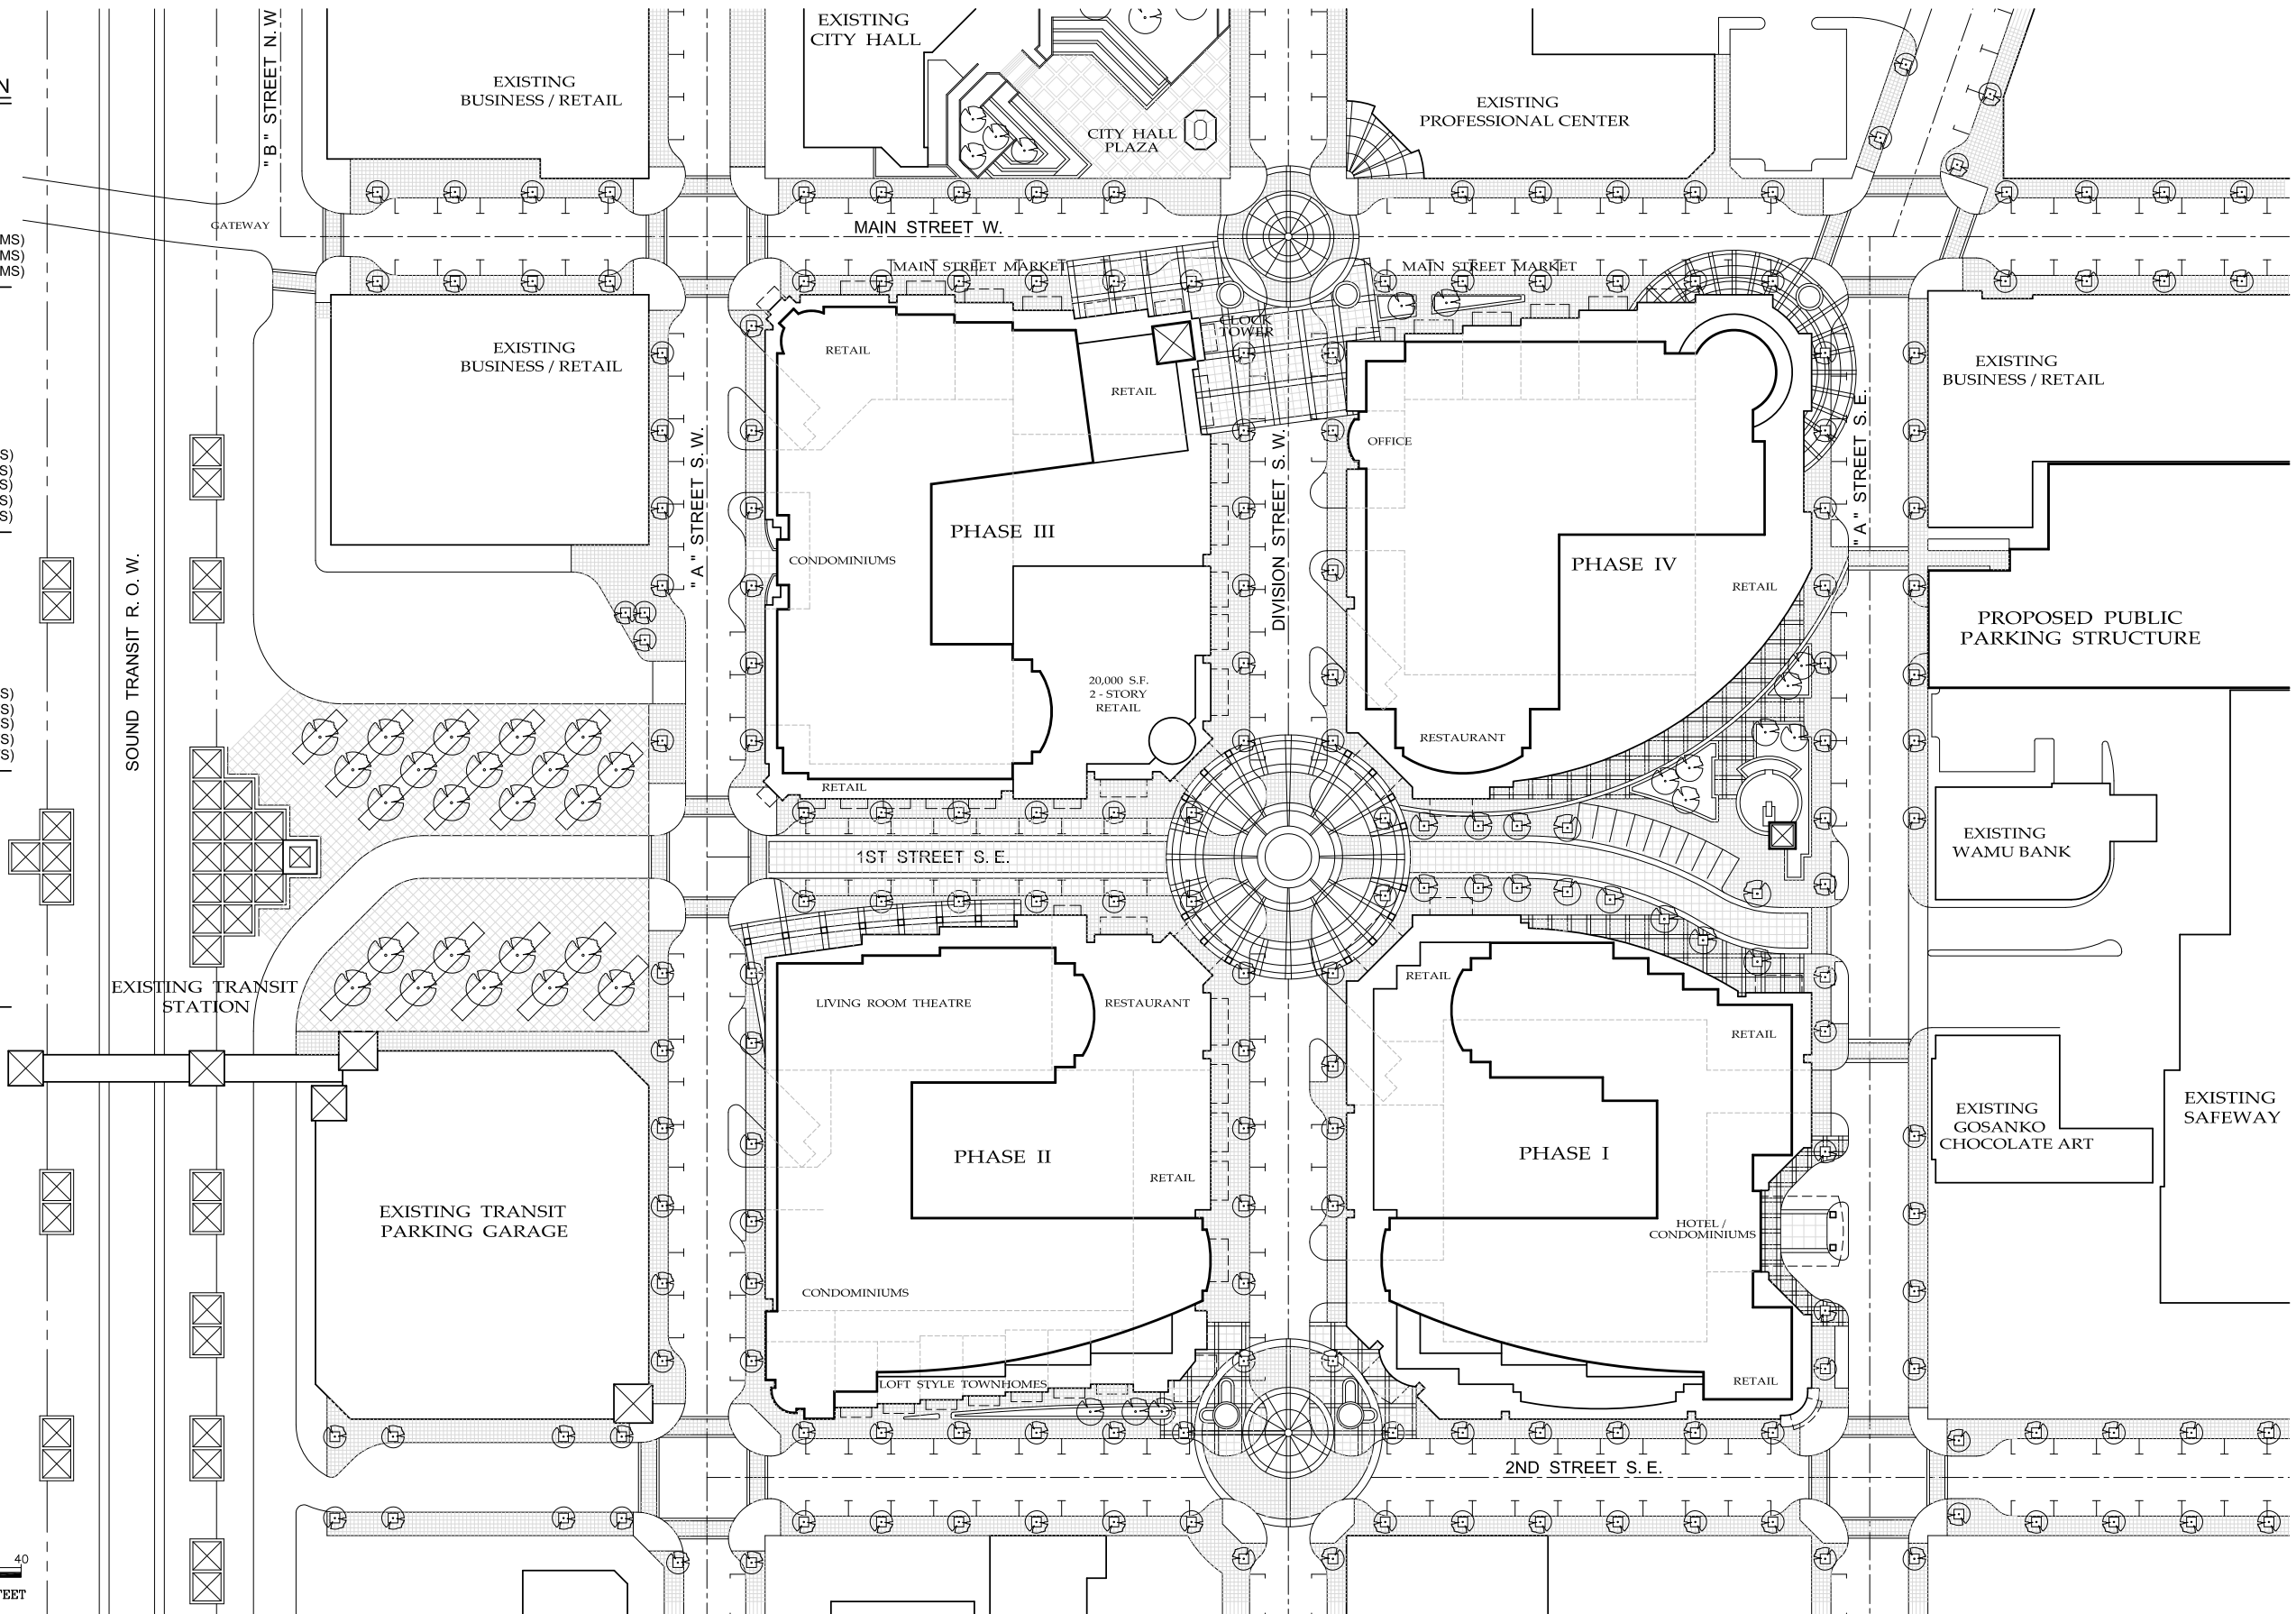 EXISTING
CITY HALL
"B" STREET N.W
N
EXISTING
BUSINESS / RETAIL
EXISTING
PROFESSIONAL CENTER
CITY HALL
PLAZA
GATEWAY
MAIN STREET W.
MS)
MS)
MS)
MAIN STREET MARKET
MAIN STREET MARKET
CLOCK
TOWER
EXISTING
BUSINESS / RETAIL
RETAIL
RETAIL
EXISTING
BUSINESS / RETAIL
"A" STREET S.W.
DIVISION STREET S.W.
"A" STREET S.E.
OFFICE
S)
S)
S)
S)
S)
PHASE III
CONDOMINIUMS
PHASE IV
RETAIL
SOUND TRANSIT R.O.W.
PROPOSED PUBLIC
PARKING STRUCTURE
20,000 S.F.
2 - STORY
RETAIL
S)
S)
S)
S)
S)
RESTAURANT
RETAIL
EXISTING
WAMU BANK
1ST STREET S.E.
EXISTING TRANSIT
STATION
LIVING ROOM THEATRE
RESTAURANT
RETAIL
RETAIL
EXISTING
GOSANKO
CHOCOLATE ART
EXISTING
SAFEWAY
PHASE II
PHASE I
RETAIL
EXISTING TRANSIT
PARKING GARAGE
HOTEL /
CONDOMINIUMS
CONDOMINIUMS
LOFT STYLE TOWNHOMES
RETAIL
2ND STREET S.E.
40
FEET